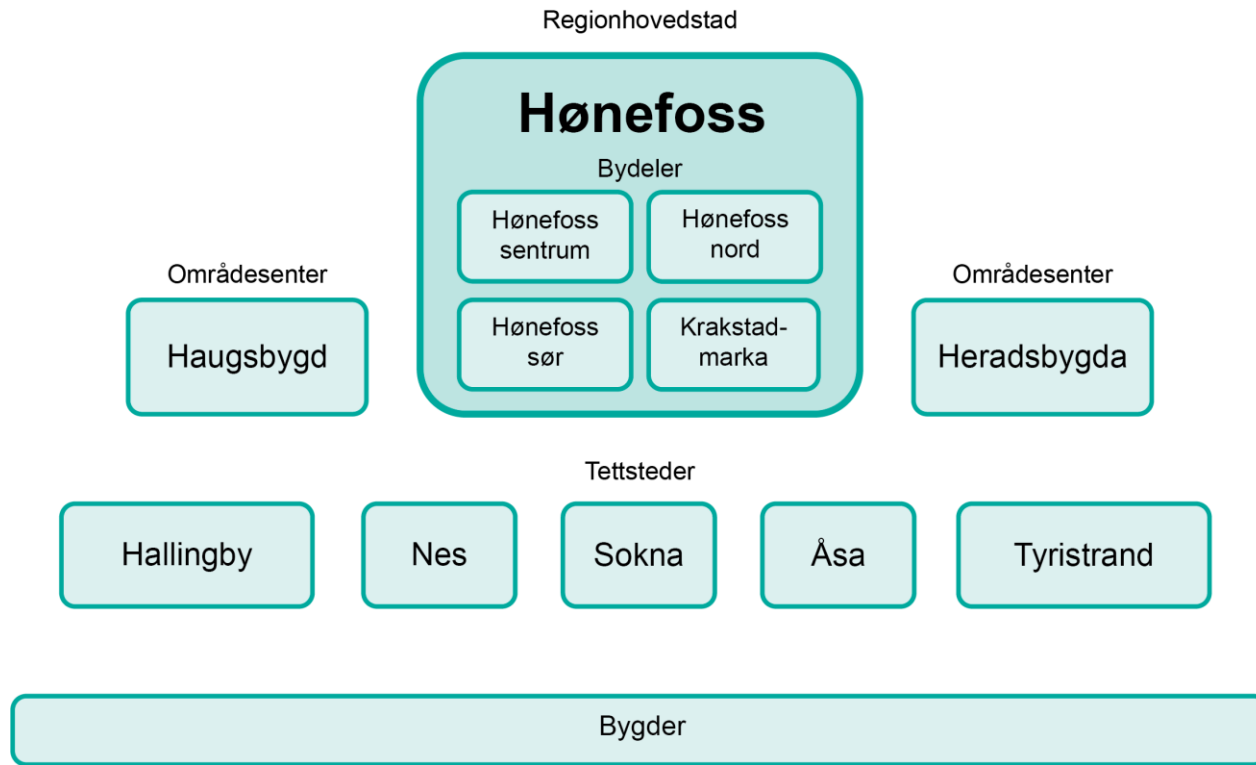 Regionhovedstad
Hønefoss
Bydeler
Hønefoss
sentrum
Hønefoss
nord
Hønefoss
sør
Krakstad-
marka
Områdesenter
Haugsbygd
Områdesenter
Heradsbygda
Tettsteder
Hallingby
Nes
Sokna
Åsa
Tyristrand
Bygder